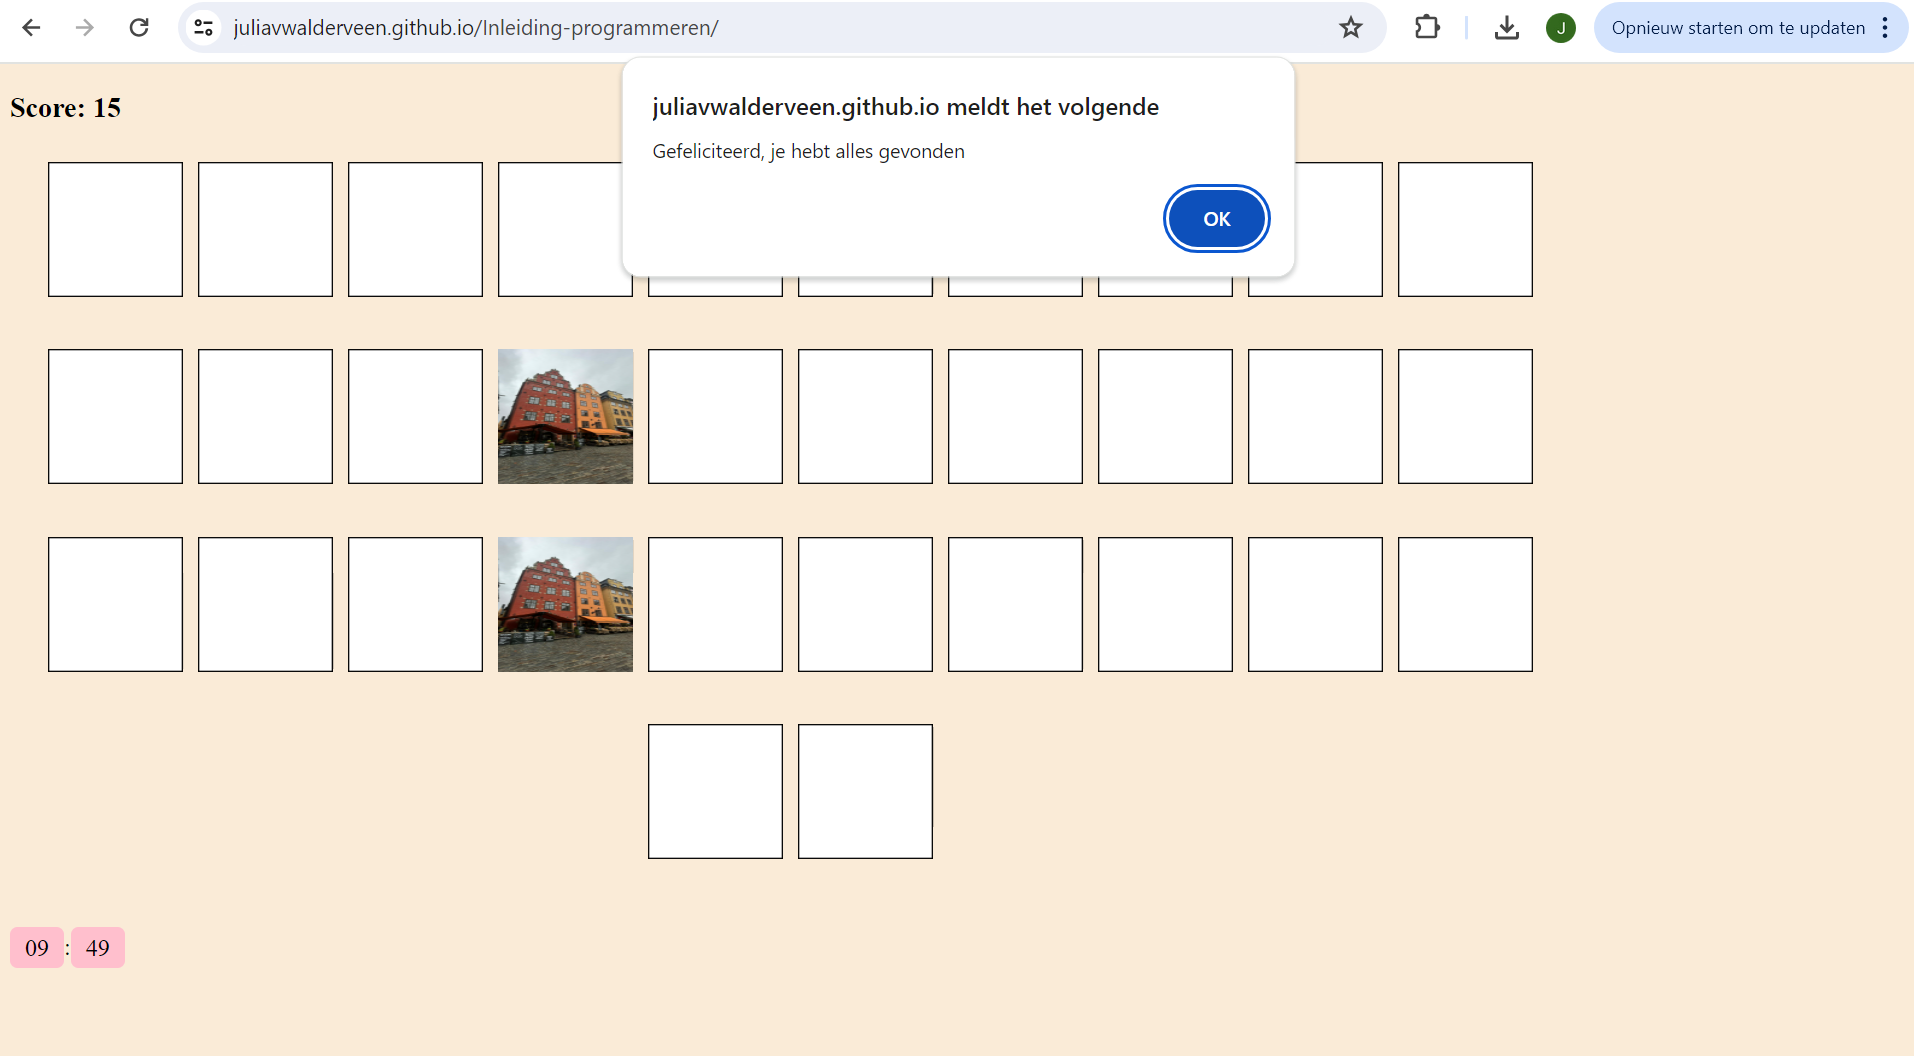 juliavwalderveen.github.io/Inleiding-programmeren/
J
Opnieuw starten om te updaten
Score: 15
juliavwalderveen.github.io meldt het volgende
Gefeliciteerd, je hebt alles gevonden
OK
09 : 49